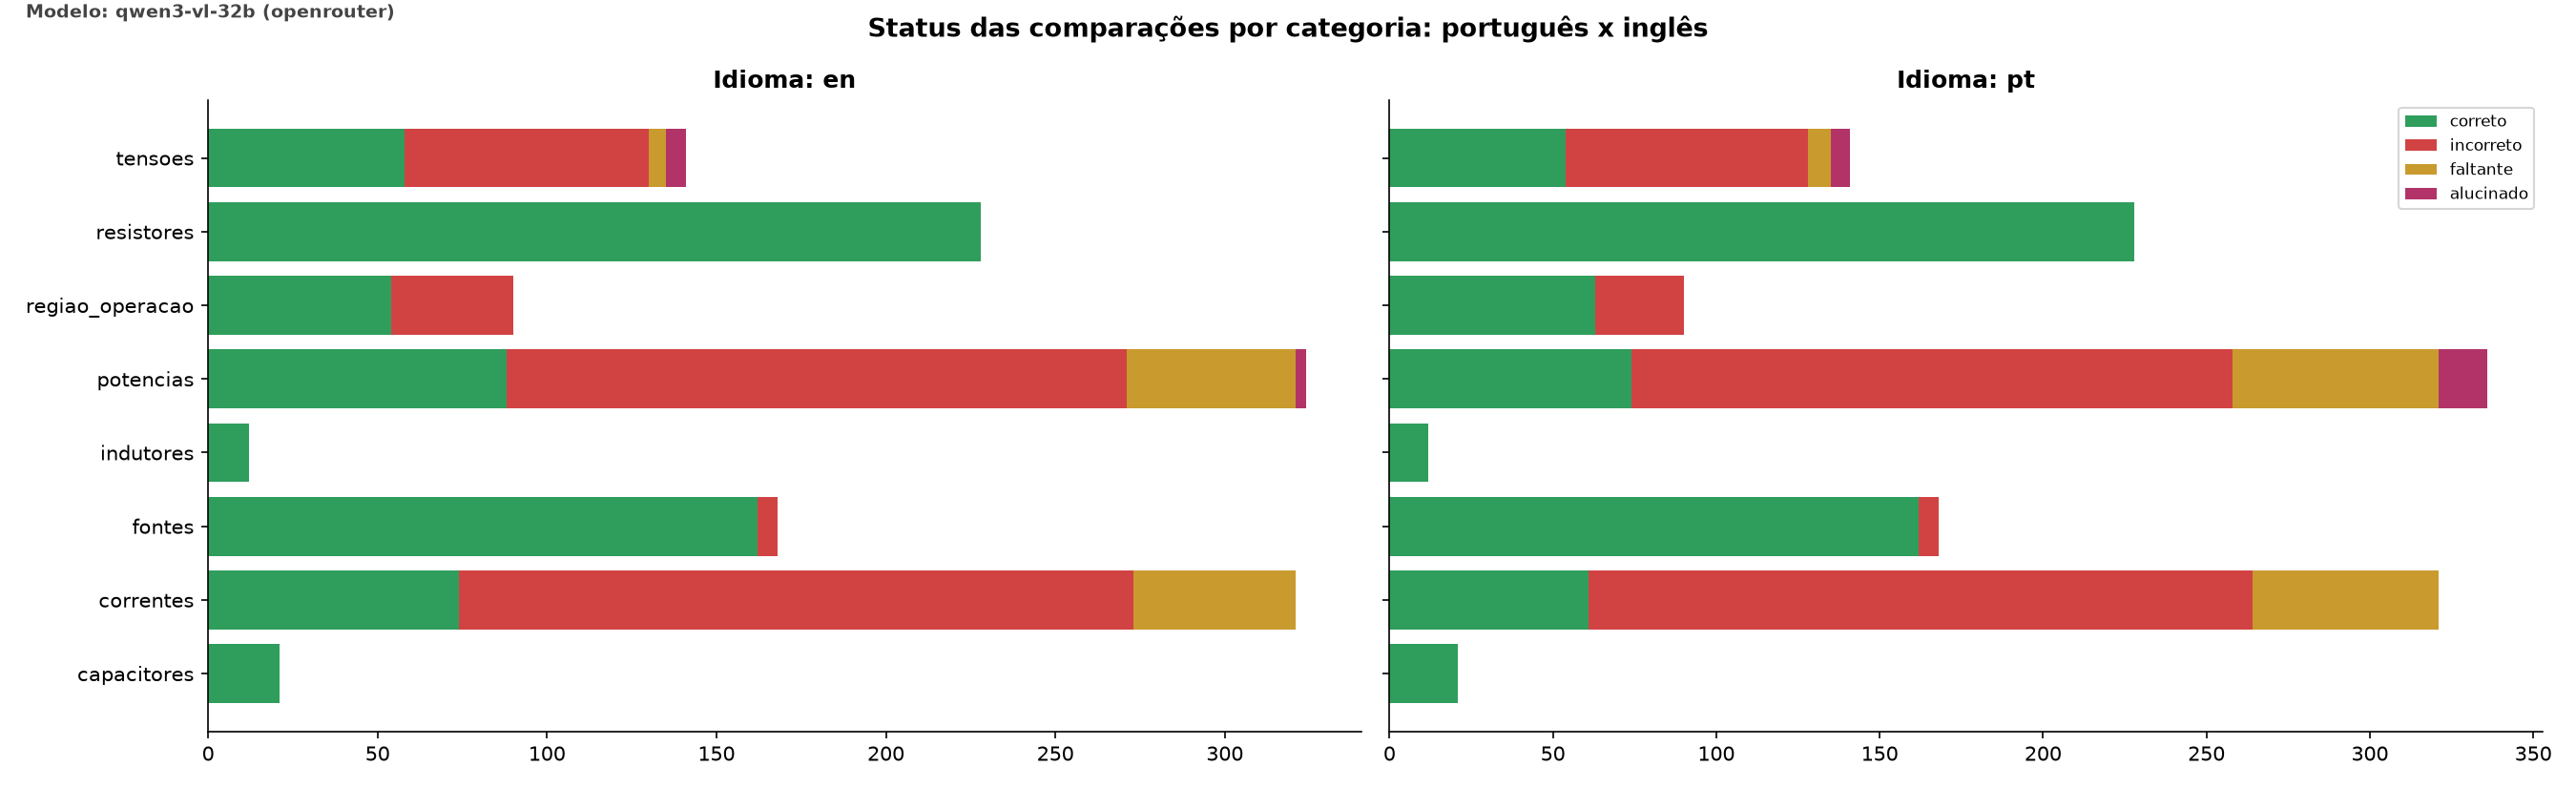 Modelo: qwen3-vl-32b (openrouter)
Status das comparações por categoria: português x inglês
Idioma: en
tensoes
resistores
regiao_operacao
potencias
indutores
fontes
correntes
capacitores
0 50 100 150 200 250 300
Idioma: pt
correto
incorreto
faltante
alucinado
0 50 100 150 200 250 300 350